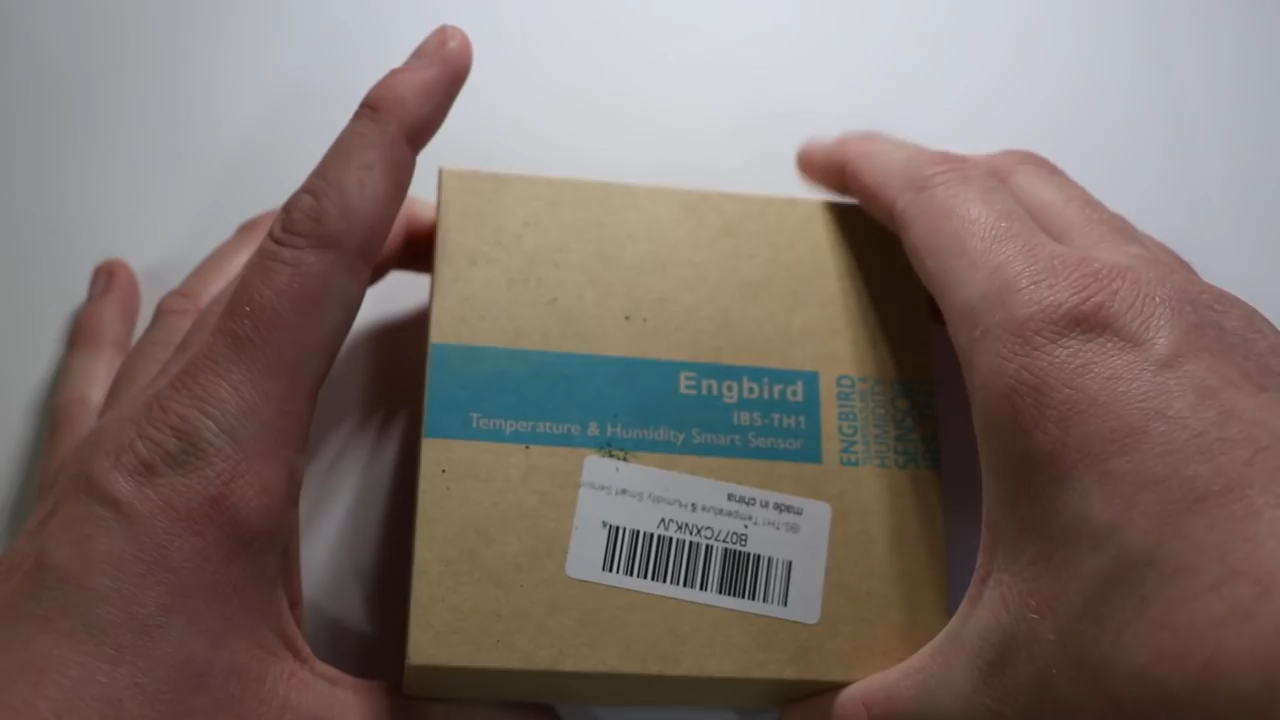 Engbird
IBS-TH1
Temperature & Humidity Smart Sensor
ENGBIRD
HUMIDITY
SENSOR
B077CXNKJV
IBS-TH1 Temperature & Humidity Smart Sensor
made in china